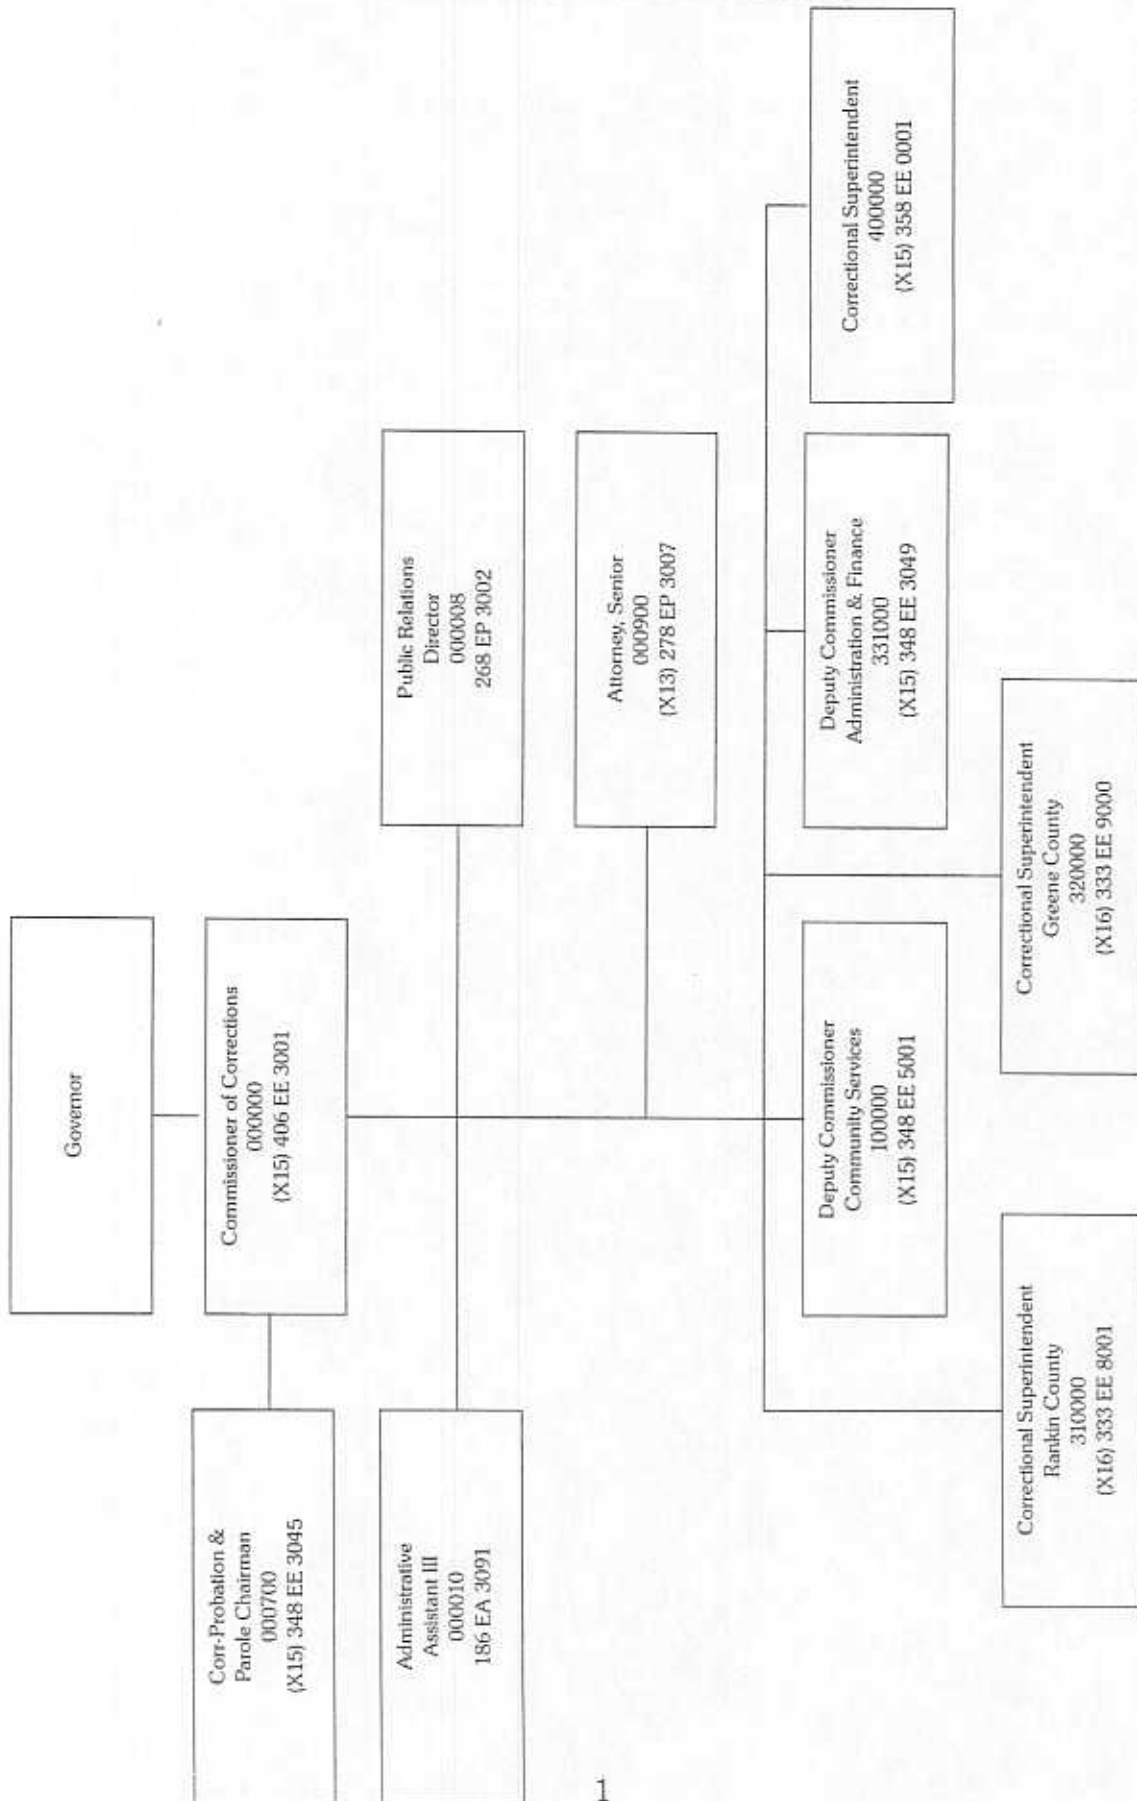 Governor
Commissioner of Corrections
000000
(X15) 406 EE 3001
Corr-Probation &
Parole Chairman
000700
(X15) 348 EE 3045
Administrative
Assistant III
000010
186 EA 3091
Public Relations
Director
000008
268 EP 3002
Attorney, Senior
000900
(X13) 278 EP 3007
Deputy Commissioner
Community Services
100000
(X15) 348 EE 5001
Deputy Commissioner
Administration & Finance
331000
(X15) 348 EE 3049
Correctional Superintendent
400000
(X15) 358 EE 0001
Correctional Superintendent
Rankin County
310000
(X16) 333 EE 8001
Correctional Superintendent
Greene County
320000
(X16) 333 EE 9000
1